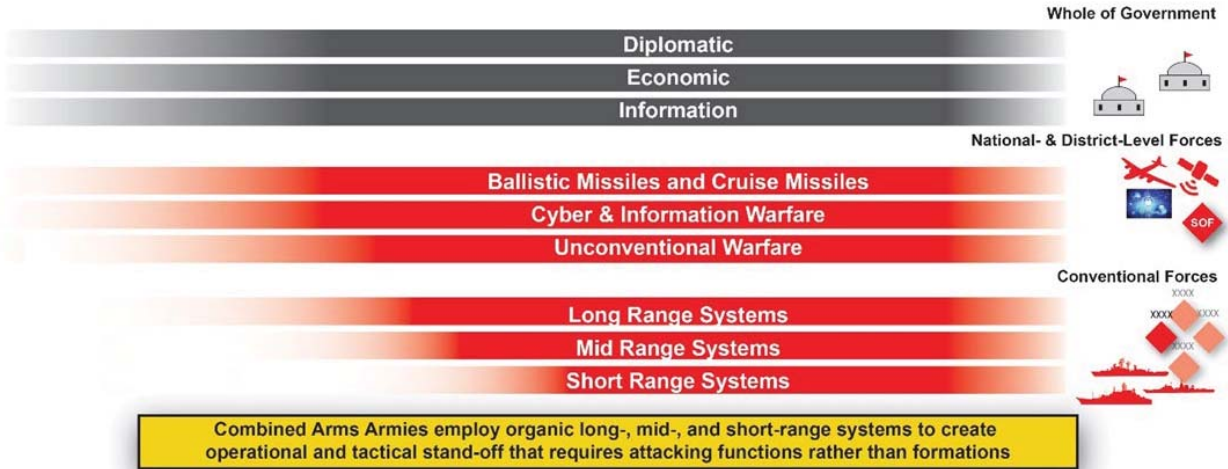 Whole of Government
Diplomatic
Economic
Information
National- & District-Level Forces
Ballistic Missiles and Cruise Missiles
Cyber & Information Warfare
SOF
Unconventional Warfare
Conventional Forces
XXXX
Long Range Systems
XXXX XXXX
Mid Range Systems
XXXX
Short Range Systems
Combined Arms Armies employ organic long-, mid-, and short-range systems to create
operational and tactical stand-off that requires attacking functions rather than formations